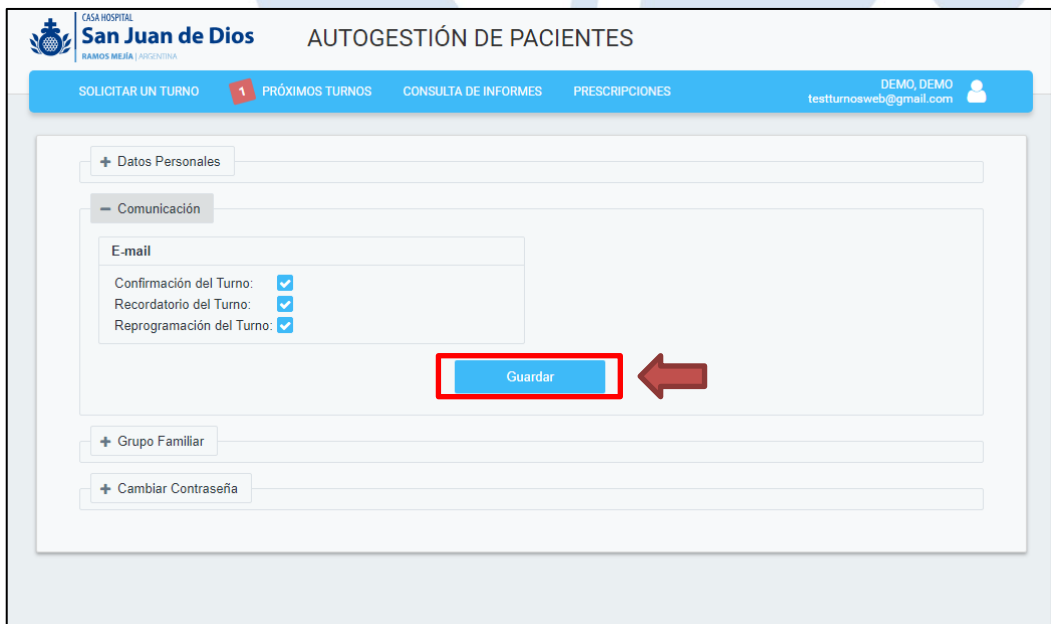 CASA HOSPITAL
San Juan de Dios
RAMOS MEJÍA | ARGENTINA
AUTOGESTIÓN DE PACIENTES
SOLICITAR UN TURNO
1 PRÓXIMOS TURNOS
CONSULTA DE INFORMES
PRESCRIPCIONES
DEMO, DEMO
testturnosweb@gmail.com
+ Datos Personales
− Comunicación
E-mail
Confirmación del Turno:
Recordatorio del Turno:
Reprogramación del Turno:
Guardar
+ Grupo Familiar
+ Cambiar Contraseña